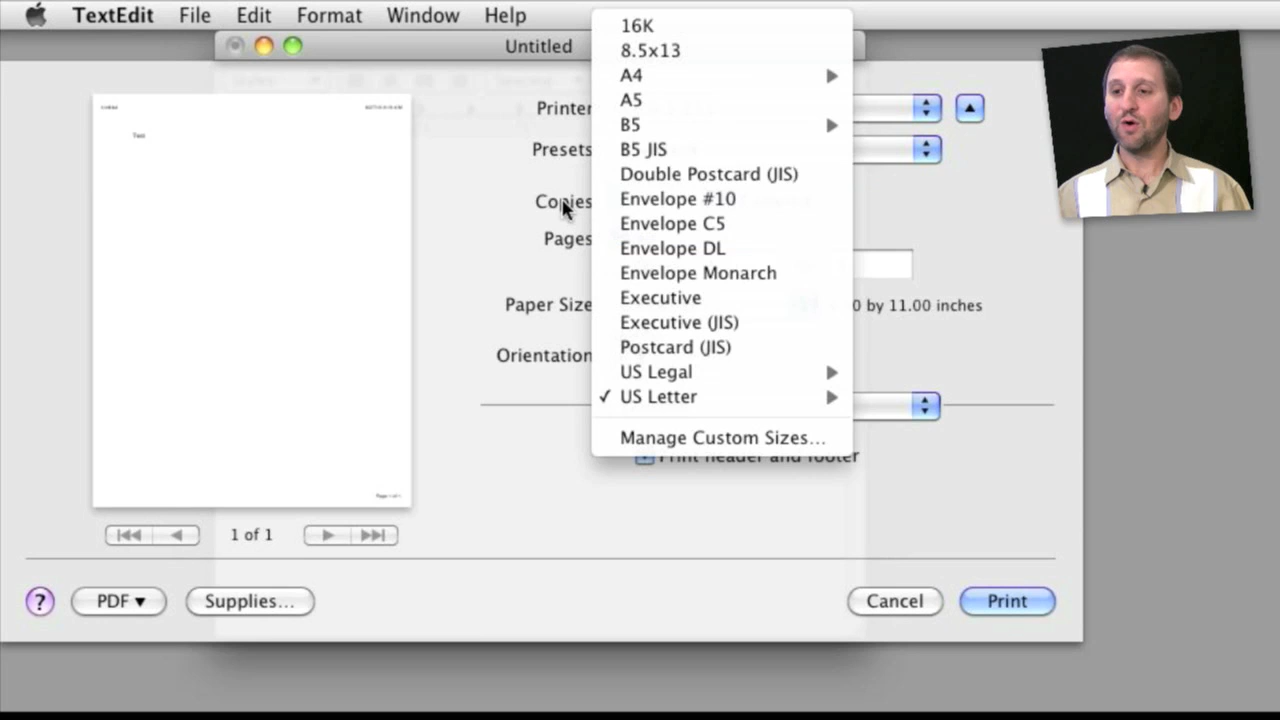 TextEdit File Edit Format Window Help
Untitled
Printer
Presets
Copies
Pages
Paper Size
0 by 11.00 inches
Orientation
16K
8.5x13
A4
A5
B5
B5 JIS
Double Postcard (JIS)
Envelope #10
Envelope C5
Envelope DL
Envelope Monarch
Executive
Executive (JIS)
Postcard (JIS)
US Legal
✓ US Letter
Manage Custom Sizes...
Print header and footer
1 of 1
? PDF▼ Supplies... Cancel Print